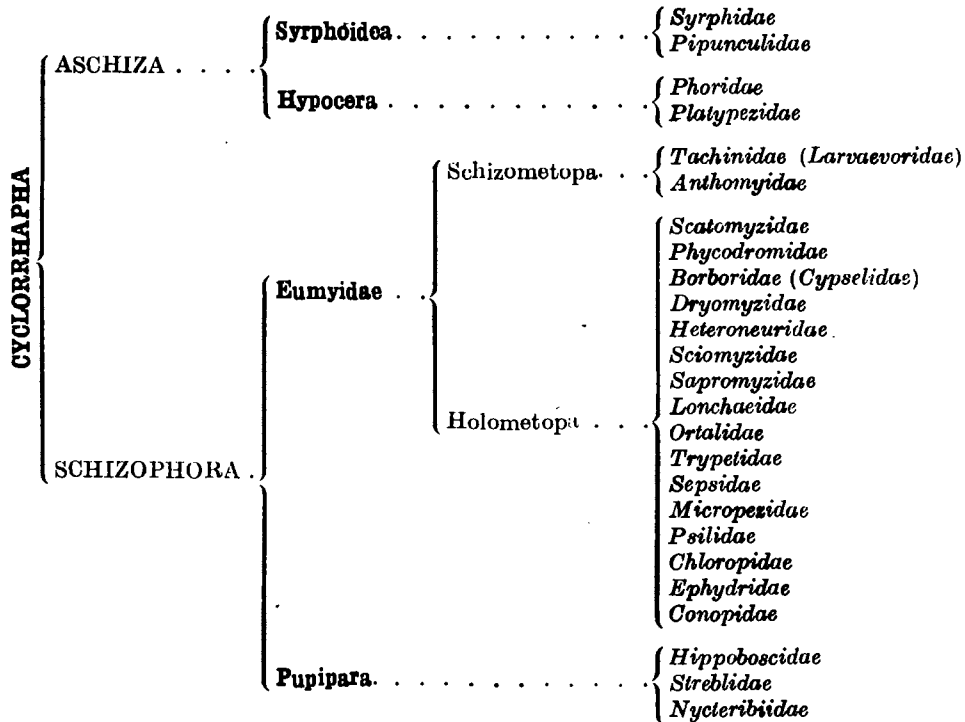 CYCLORRHAPHA
ASCHIZA . . . .
Syrphoidea . . . . . . . . . . .
Syrphidae
Pipunculidae
Hypocera . . . . . . . . . . .
Phoridae
Platypezidae
SCHIZOPHORA .
Eumyidae . .
Schizometopa . . .
Tachinidae (Larvaevoridae)
Anthomyidae
Holometopa . . .
Scatomyzidae
Phycodromidae
Borboridae (Cypselidae)
Dryomyzidae
Heteroneuridae
Sciomyzidae
Sapromyzidae
Lonchaeidae
Ortalidae
Trypetidae
Sepsidae
Micropezidae
Psilidae
Chloropidae
Ephydridae
Conopidae
Pupipara . . . . . . . . . . .
Hippoboscidae
Streblidae
Nycteribiidae